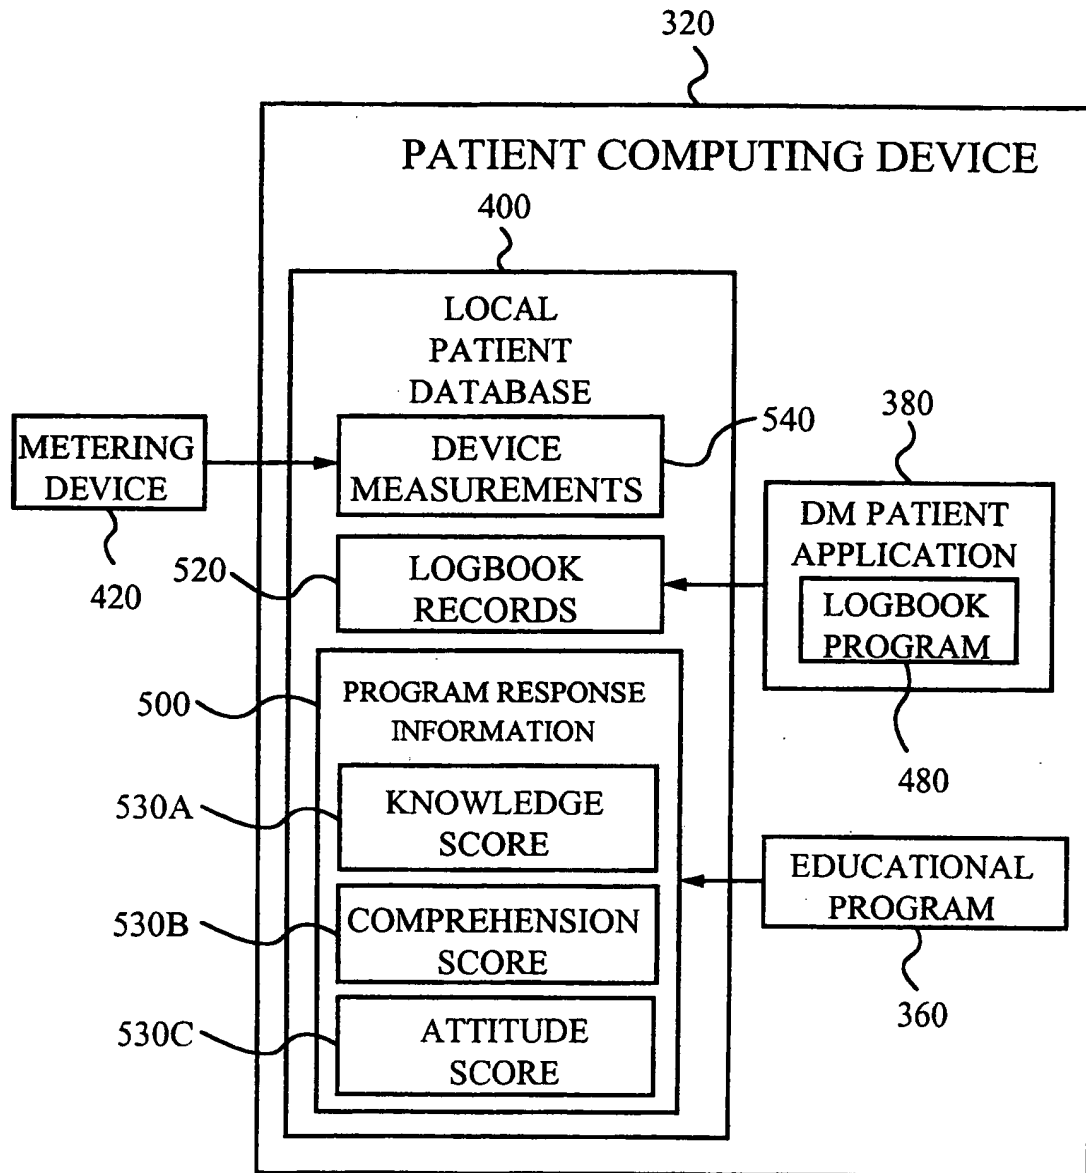 320
PATIENT COMPUTING DEVICE
400
LOCAL
PATIENT
DATABASE
METERING
DEVICE
420
DEVICE
MEASUREMENTS
540
380
DM PATIENT
APPLICATION
LOGBOOK
PROGRAM
480
520
LOGBOOK
RECORDS
500
PROGRAM RESPONSE
INFORMATION
530A
KNOWLEDGE
SCORE
EDUCATIONAL
PROGRAM
360
530B
COMPREHENSION
SCORE
530C
ATTITUDE
SCORE